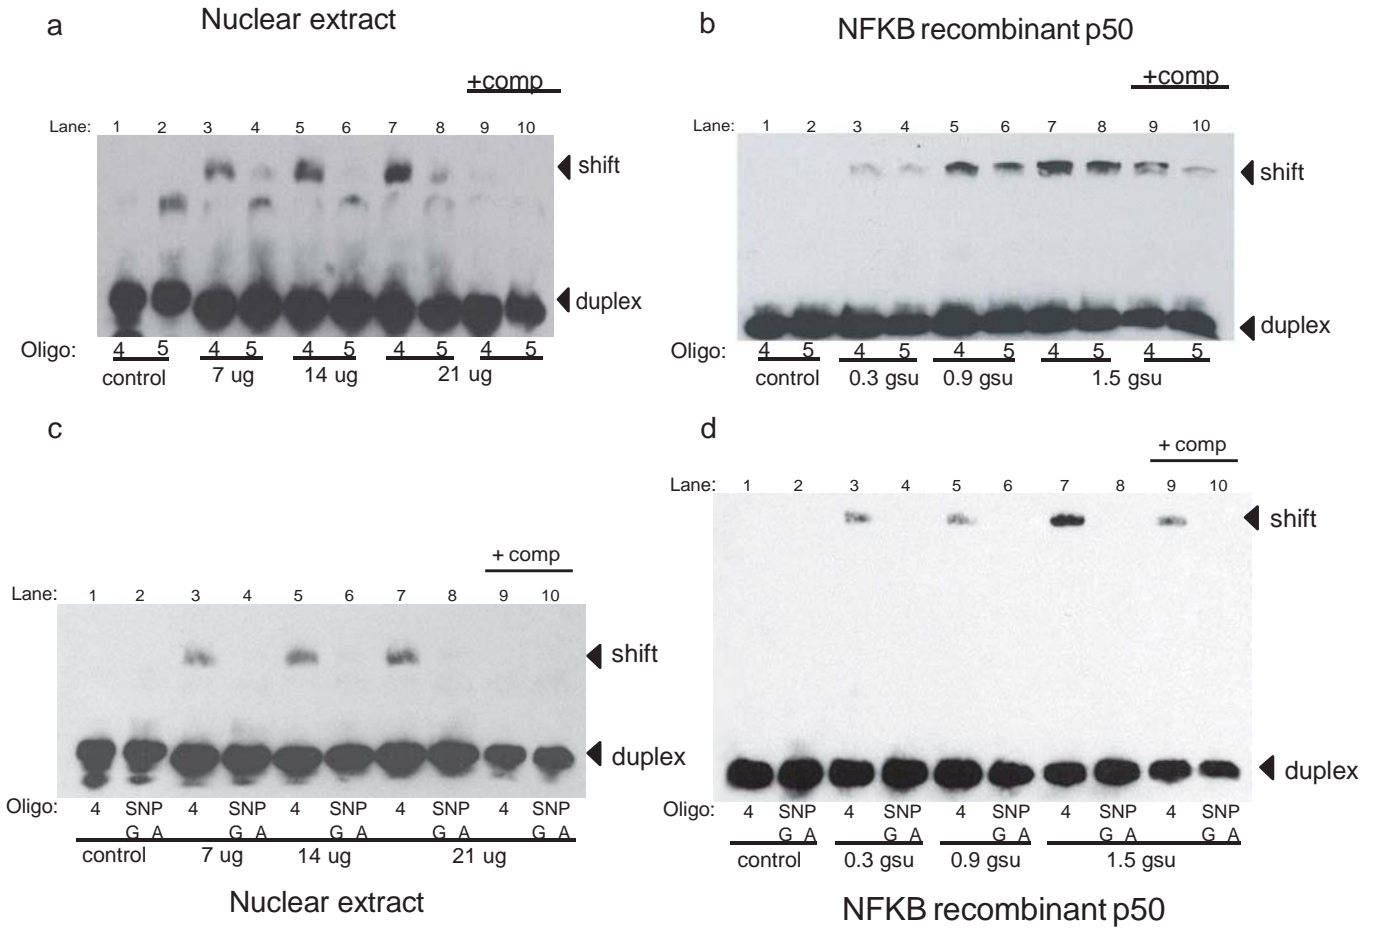 a
Nuclear extract
+comp
Lane: 1 2 3 4 5 6 7 8 9 10
shift
duplex
Oligo: 4 5 4 5 4 5 4 5 4 5
control 7 ug 14 ug 21 ug
b
NFKB recombinant p50
+comp
Lane: 1 2 3 4 5 6 7 8 9 10
shift
duplex
Oligo: 4 5 4 5 4 5 4 5 4 5
control 0.3 gsu 0.9 gsu 1.5 gsu
c
+ comp
Lane: 1 2 3 4 5 6 7 8 9 10
shift
duplex
Oligo: 4 SNP 4 SNP 4 SNP 4 SNP 4 SNP
G A G A G A G A G A
control 7 ug 14 ug 21 ug
Nuclear extract
d
+ comp
Lane: 1 2 3 4 5 6 7 8 9 10
shift
duplex
Oligo: 4 SNP 4 SNP 4 SNP 4 SNP 4 SNP
G A G A G A G A G A
control 0.3 gsu 0.9 gsu 1.5 gsu
NFKB recombinant p50